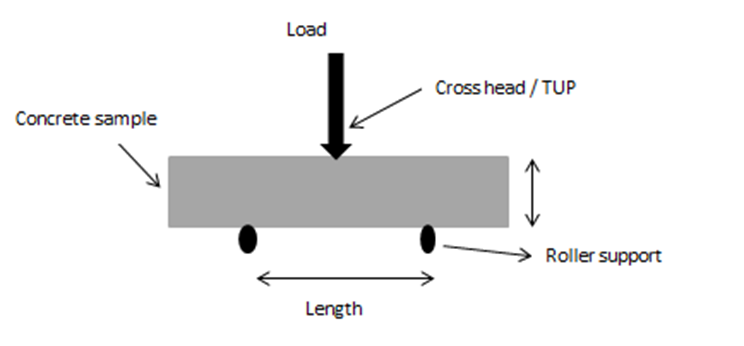 Load
Cross head / TUP
Concrete sample
Roller support
Length